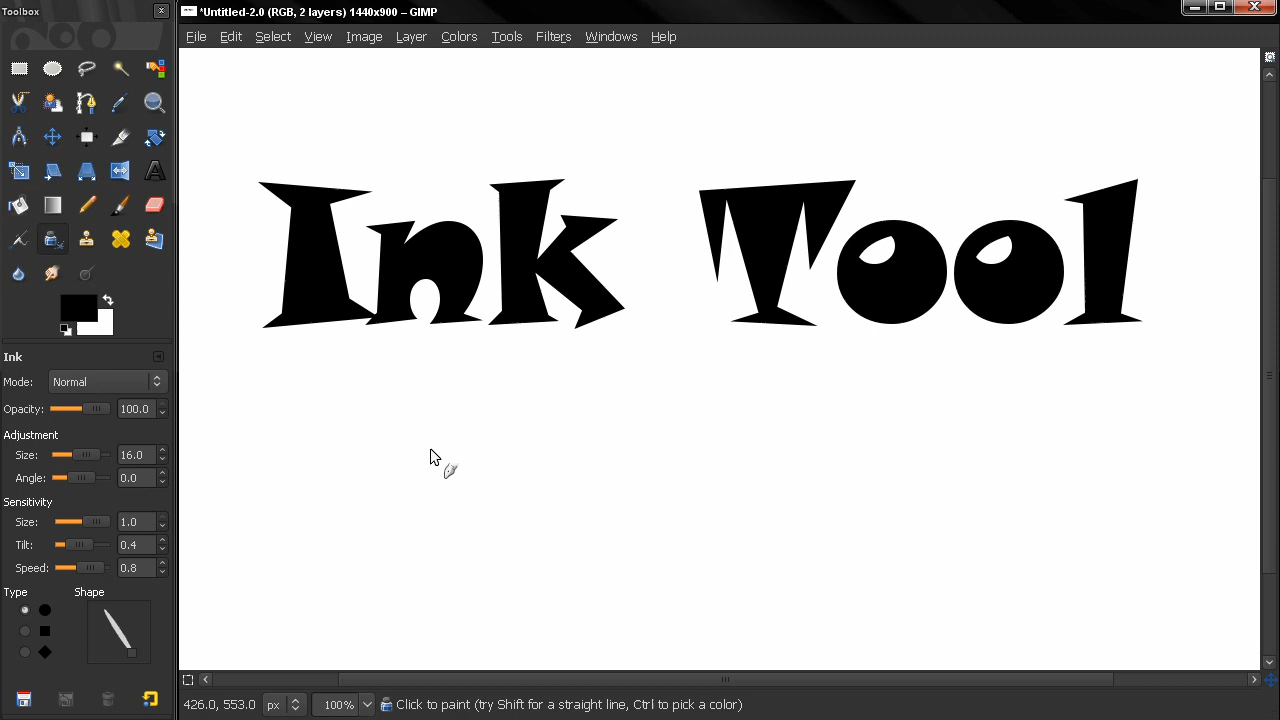 Toolbox
*Untitled-2.0 (RGB, 2 layers) 1440x900 – GIMP
File Edit Select View Image Layer Colors Tools Filters Windows Help
Ink Tool
Ink
Mode: Normal
Opacity: 100.0
Adjustment
Size: 16.0
Angle: 0.0
Sensitivity
Size: 1.0
Tilt: 0.4
Speed: 0.8
Type Shape
426.0, 553.0 px 100% Click to paint (try Shift for a straight line, Ctrl to pick a color)